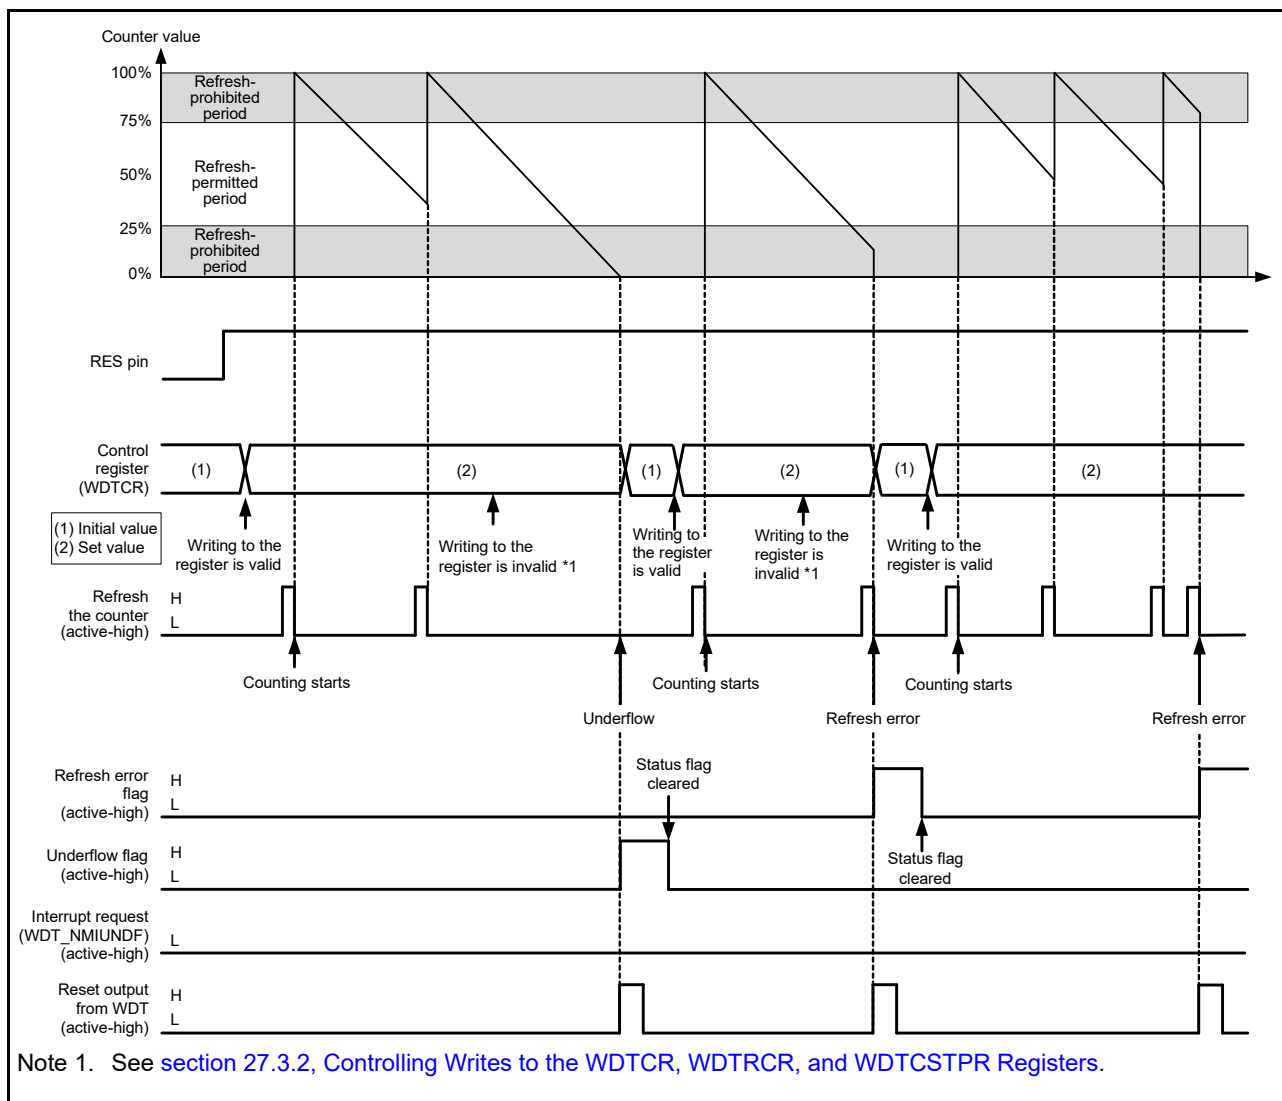 Counter value
100%
Refresh-
prohibited
period
75%
Refresh-
permitted
period
50%
25%
Refresh-
prohibited
period
0%
RES pin
Control
register
(WDTCR)
(1)
(2)
(1)
(2)
(1)
(2)
(1) Initial value
(2) Set value
Writing to the
register is valid
Writing to the
register is invalid *1
Writing to
the register
is valid
Writing to the
register is
invalid *1
Writing to the
register is valid
Refresh
the counter
(active-high)
H
L
Counting starts
Counting starts
Counting starts
Underflow
Refresh error
Refresh error
Refresh error
flag
(active-high)
H
L
Status flag
cleared
Underflow flag
(active-high)
H
L
Status flag
cleared
Interrupt request
(WDT_NMIUNDF)
(active-high)
L
Reset output
from WDT
(active-high)
H
L
Note 1. See section 27.3.2, Controlling Writes to the WDTCR, WDTRCR, and WDTCSTPR Registers.